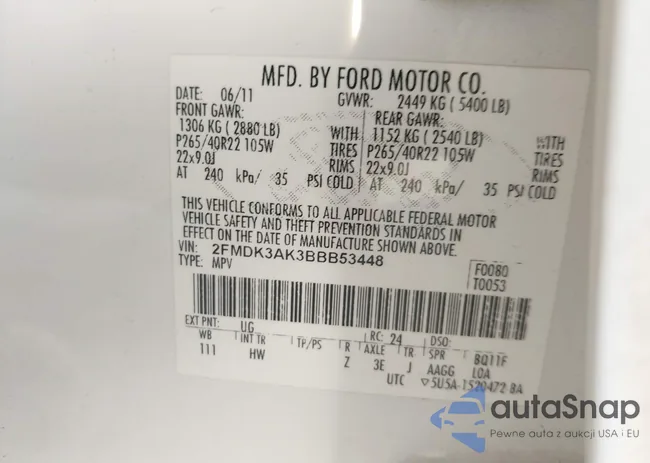 MFD. BY FORD MOTOR CO.
DATE: 06/11 GVWR: 2449 KG ( 5400 LB)
FRONT GAWR: REAR GAWR:
1306 KG ( 2880 LB) WITH 1152 KG ( 2540 LB) WITH
P265/40R22 105W TIRES P265/40R22 105W TIRES
22x9.0J RIMS 22x9.0J RIMS
AT 240 kPa/ 35 PSI COLD AT 240 kPa/ 35 PSI COLD
THIS VEHICLE CONFORMS TO ALL APPLICABLE FEDERAL MOTOR
VEHICLE SAFETY AND THEFT PREVENTION STANDARDS IN
EFFECT ON THE DATE OF MANUFACTURE SHOWN ABOVE.
VIN: 2FMDK3AK3BBB53448
TYPE: MPV
F0080
T0053
EXT PNT: UG RC: 24 DSO:
WB INT TR TP/PS R AXLE TR SPR BQ11F
111 HW Z 3E J AAGG LOA
UTC ▽5U5A-1520472-BA
autaSnap
Pewne auta z aukcji USA i EU